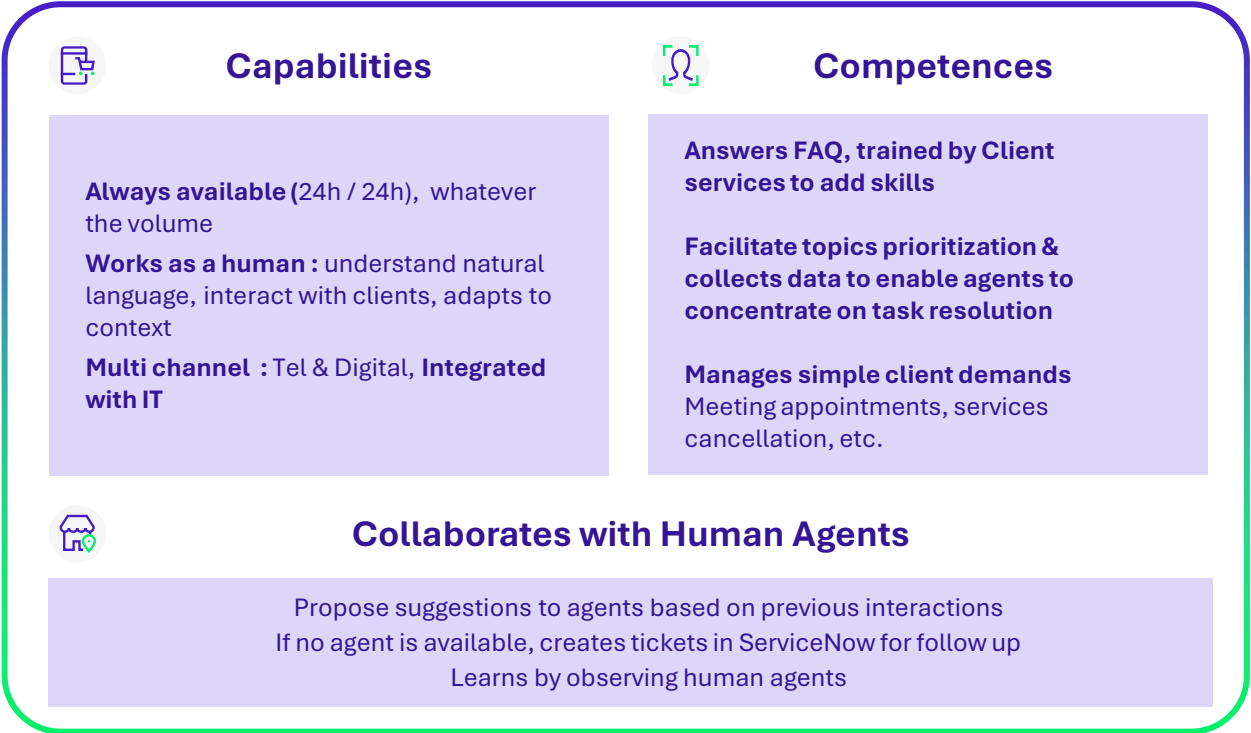 Capabilities
Always available (24h / 24h),  whatever
the volume
Works as a human : understand natural
language, interact with clients, adapts to
context
Multi channel  : Tel & Digital, Integrated
with IT
Competences
Answers FAQ, trained by Client
services to add skills
Facilitate topics prioritization &
collects data to enable agents to
concentrate on task resolution
Manages simple client demands
Meeting appointments, services
cancellation, etc.
Collaborates with Human Agents
Propose suggestions to agents based on previous interactions
If no agent is available, creates tickets in ServiceNow for follow up
Learns by observing human agents